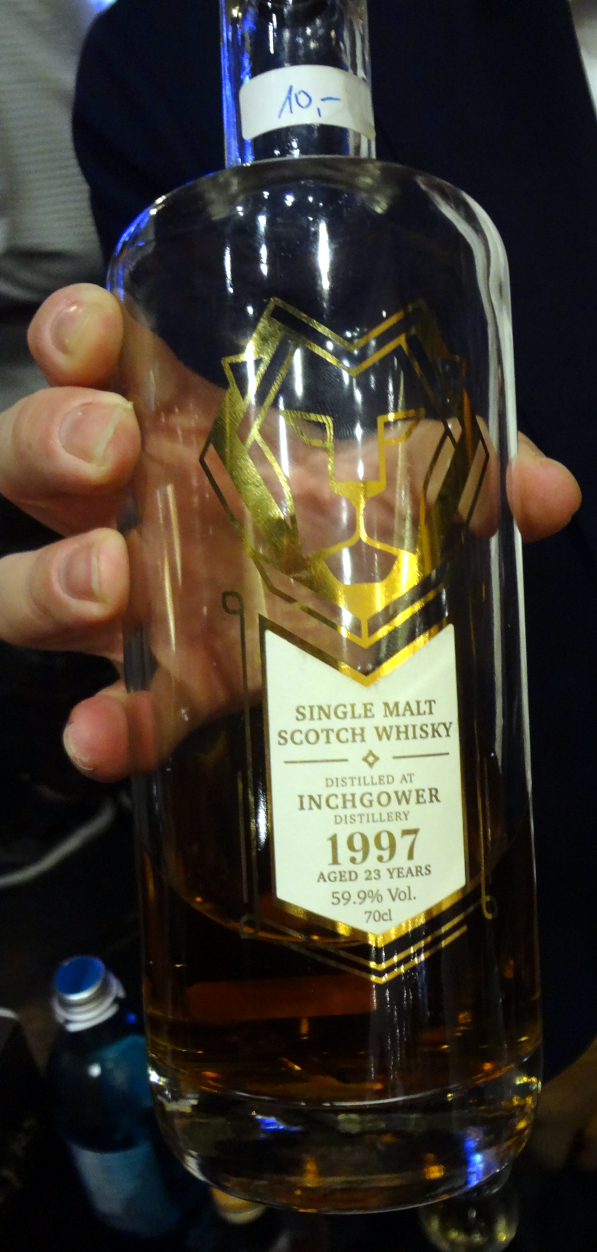 10,-
SINGLE MALT
SCOTCH WHISKY
DISTILLED AT
INCHGOWER
DISTILLERY
1997
AGED 23 YEARS
59.9% Vol.
70cl